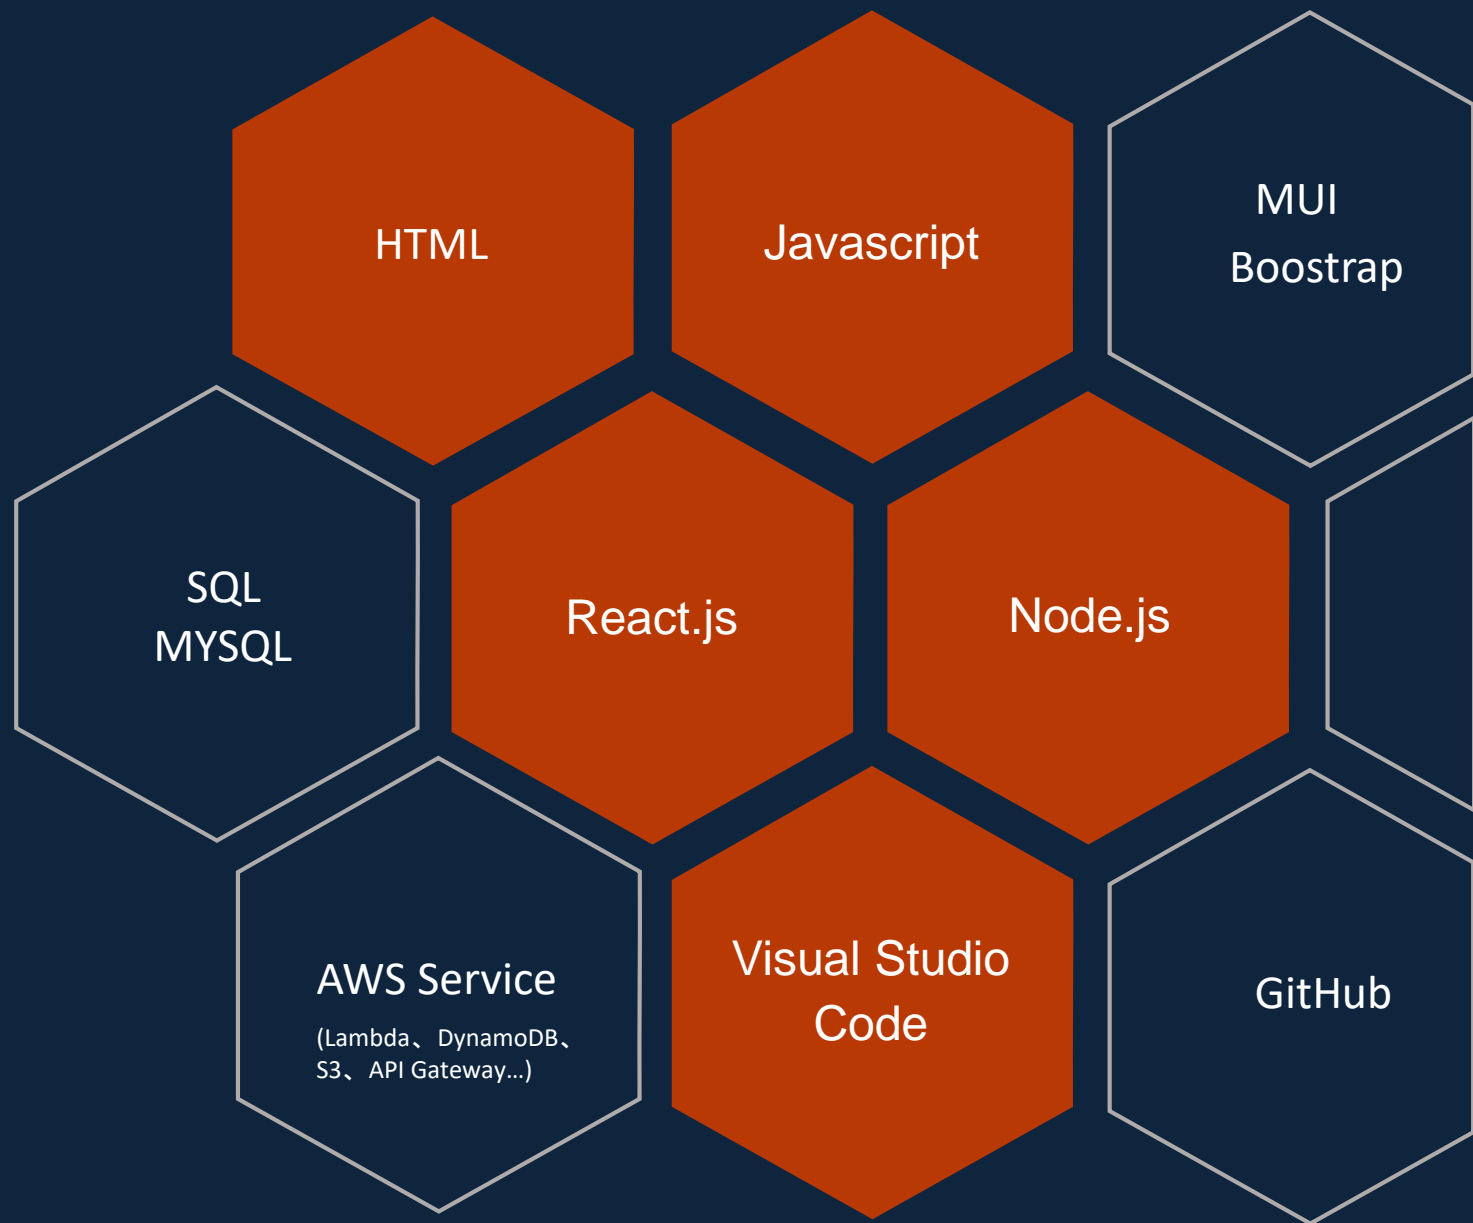 HTML
Javascript
MUI
Boostrap
SQL
MYSQL
React.js
Node.js
AWS Service
(Lambda、DynamoDB、
S3、API Gateway...)
Visual Studio
Code
GitHub